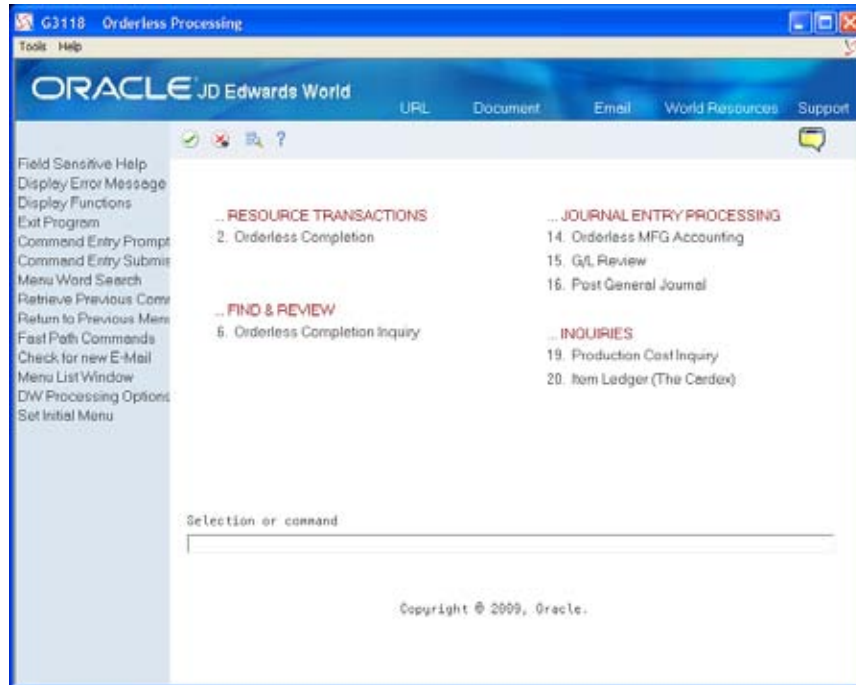 G3118 Orderless Processing
Tools Help
ORACLE JD Edwards World
URL Document Email World Resources Support
Field Sensitive Help
Display Error Message
Display Functions
Exit Program
Command Entry Prompt
Command Entry Submis
Menu Word Search
Retrieve Previous Comm
Return to Previous Menu
Fast Path Commands
Check for new E-Mail
Menu List Window
DW Processing Options
Set Initial Menu
... RESOURCE TRANSACTIONS
2. Orderless Completion
... FIND & REVIEW
6. Orderless Completion Inquiry
... JOURNAL ENTRY PROCESSING
14. Orderless MFG Accounting
15. G/L Review
16. Post General Journal
... INQUIRIES
19. Production Cost Inquiry
20. Item Ledger (The Cardex)
Selection or command
Copyright © 2009, Oracle.